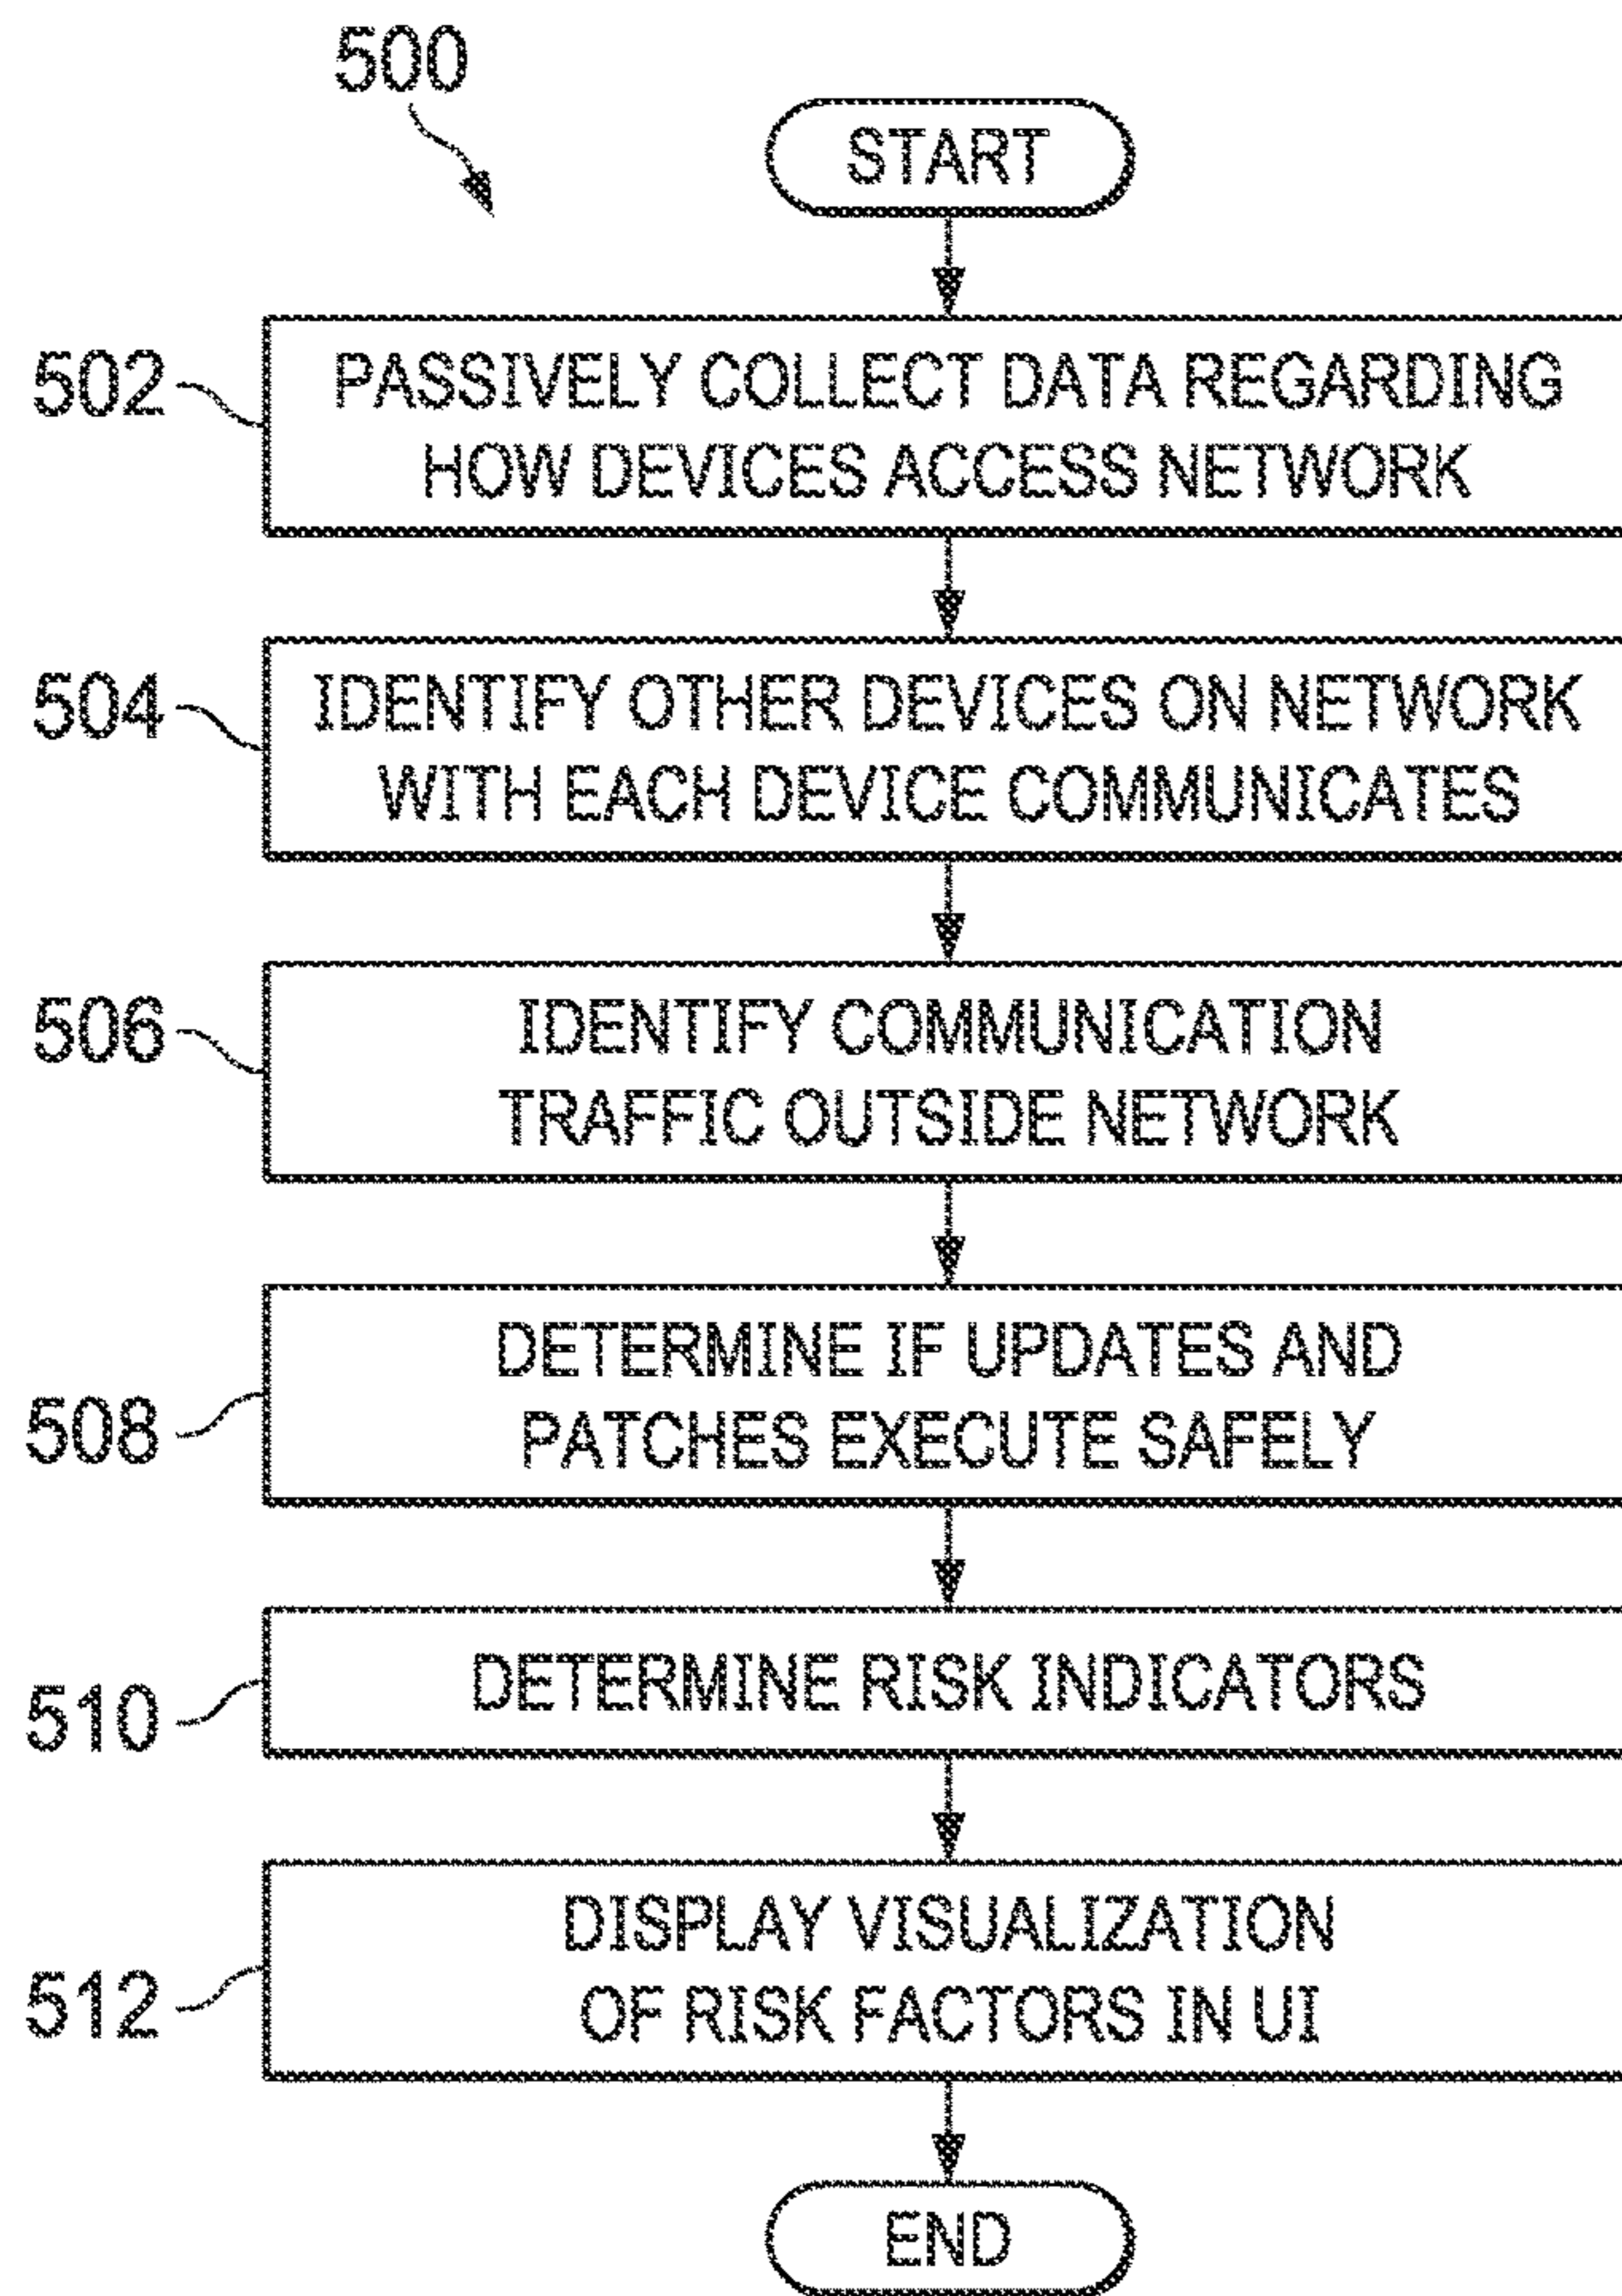 500
START
502
PASSIVELY COLLECT DATA REGARDING
HOW DEVICES ACCESS NETWORK
504
IDENTIFY OTHER DEVICES ON NETWORK
WITH EACH DEVICE COMMUNICATES
506
IDENTIFY COMMUNICATION
TRAFFIC OUTSIDE NETWORK
508
DETERMINE IF UPDATES AND
PATCHES EXECUTE SAFELY
510
DETERMINE RISK INDICATORS
512
DISPLAY VISUALIZATION
OF RISK FACTORS IN UI
END